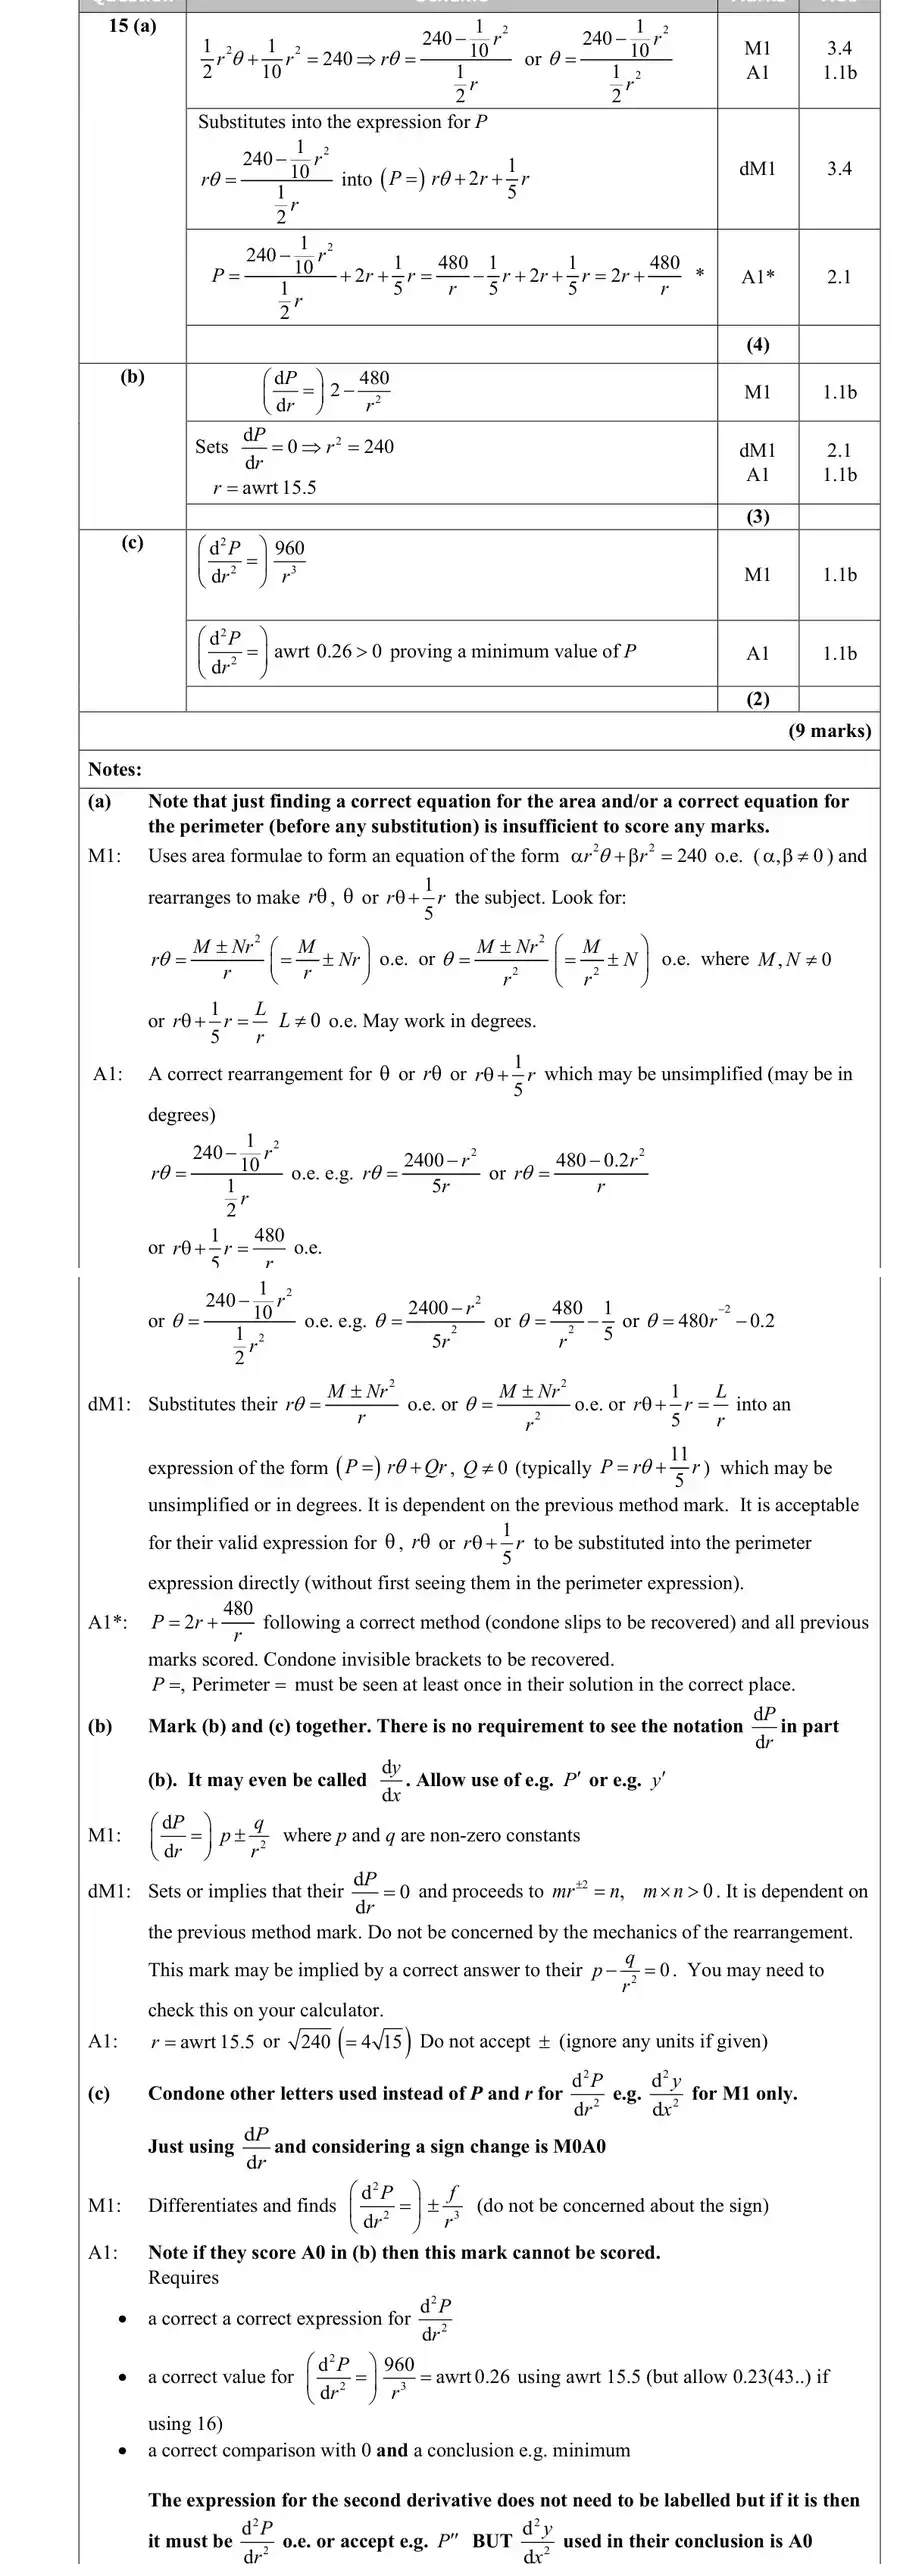 15 (a)
1/2 r²θ + 1/10 r² = 240 ⇒ rθ = (240 − 1/10 r²)/(1/2 r) or θ = (240 − 1/10 r²)/(1/2 r²)
M1 3.4
A1 1.1b
Substitutes into the expression for P
rθ = (240 − 1/10 r²)/(1/2 r) into (P =) rθ + 2r + 1/5 r
dM1 3.4
P = (240 − 1/10 r²)/(1/2 r) + 2r + 1/5 r = 480/r − 1/5 r + 2r + 1/5 r = 2r + 480/r *
A1* 2.1
(4)
(b) (dP/dr =) 2 − 480/r² M1 1.1b
Sets dP/dr = 0 ⇒ r² = 240
r = awrt 15.5
dM1 2.1
A1 1.1b
(3)
(c) (d²P/dr² =) 960/r³ M1 1.1b
(d²P/dr² =) awrt 0.26 > 0 proving a minimum value of P A1 1.1b
(2)
(9 marks)
Notes:
(a) Note that just finding a correct equation for the area and/or a correct equation for
the perimeter (before any substitution) is insufficient to score any marks.
M1: Uses area formulae to form an equation of the form αr²θ + βr² = 240 o.e. (α,β ≠ 0) and
rearranges to make rθ, θ or rθ + 1/5 r the subject. Look for:
rθ = (M ± Nr²)/r (= M/r ± Nr) o.e. or θ = (M ± Nr²)/r² (= M/r² ± N) o.e. where M, N ≠ 0
or rθ + 1/5 r = L/r L ≠ 0 o.e. May work in degrees.
A1: A correct rearrangement for θ or rθ or rθ + 1/5 r which may be unsimplified (may be in
degrees)
rθ = (240 − 1/10 r²)/(1/2 r) o.e. e.g. rθ = (2400 − r²)/5r or rθ = (480 − 0.2r²)/r
or rθ + 1/5 r = 480/r o.e.
or θ = (240 − 1/10 r²)/(1/2 r²) o.e. e.g. θ = (2400 − r²)/5r² or θ = 480/r² − 1/5 or θ = 480r⁻² − 0.2
dM1: Substitutes their rθ = (M ± Nr²)/r o.e. or θ = (M ± Nr²)/r² o.e. or rθ + 1/5 r = L/r into an
expression of the form (P =) rθ + Qr, Q ≠ 0 (typically P = rθ + 11/5 r) which may be
unsimplified or in degrees. It is dependent on the previous method mark. It is acceptable
for their valid expression for θ, rθ or rθ + 1/5 r to be substituted into the perimeter
expression directly (without first seeing them in the perimeter expression).
A1*: P = 2r + 480/r following a correct method (condone slips to be recovered) and all previous
marks scored. Condone invisible brackets to be recovered.
P =, Perimeter = must be seen at least once in their solution in the correct place.
(b) Mark (b) and (c) together. There is no requirement to see the notation dP/dr in part
(b). It may even be called dy/dx. Allow use of e.g. P′ or e.g. y′
M1: (dP/dr =) p ± q/r² where p and q are non-zero constants
dM1: Sets or implies that their dP/dr = 0 and proceeds to mr^±2 = n, m × n > 0. It is dependent on
the previous method mark. Do not be concerned by the mechanics of the rearrangement.
This mark may be implied by a correct answer to their p − q/r² = 0. You may need to
check this on your calculator.
A1: r = awrt 15.5 or √240 (= 4√15) Do not accept ± (ignore any units if given)
(c) Condone other letters used instead of P and r for d²P/dr² e.g. d²y/dx² for M1 only.
Just using dP/dr and considering a sign change is M0A0
M1: Differentiates and finds (d²P/dr² =) ± f/r³ (do not be concerned about the sign)
A1: Note if they score A0 in (b) then this mark cannot be scored.
Requires
• a correct a correct expression for d²P/dr²
• a correct value for (d²P/dr² =) 960/r³ = awrt 0.26 using awrt 15.5 (but allow 0.23(43..) if
using 16)
• a correct comparison with 0 and a conclusion e.g. minimum
The expression for the second derivative does not need to be labelled but if it is then
it must be d²P/dr² o.e. or accept e.g. P″ BUT d²y/dx² used in their conclusion is A0